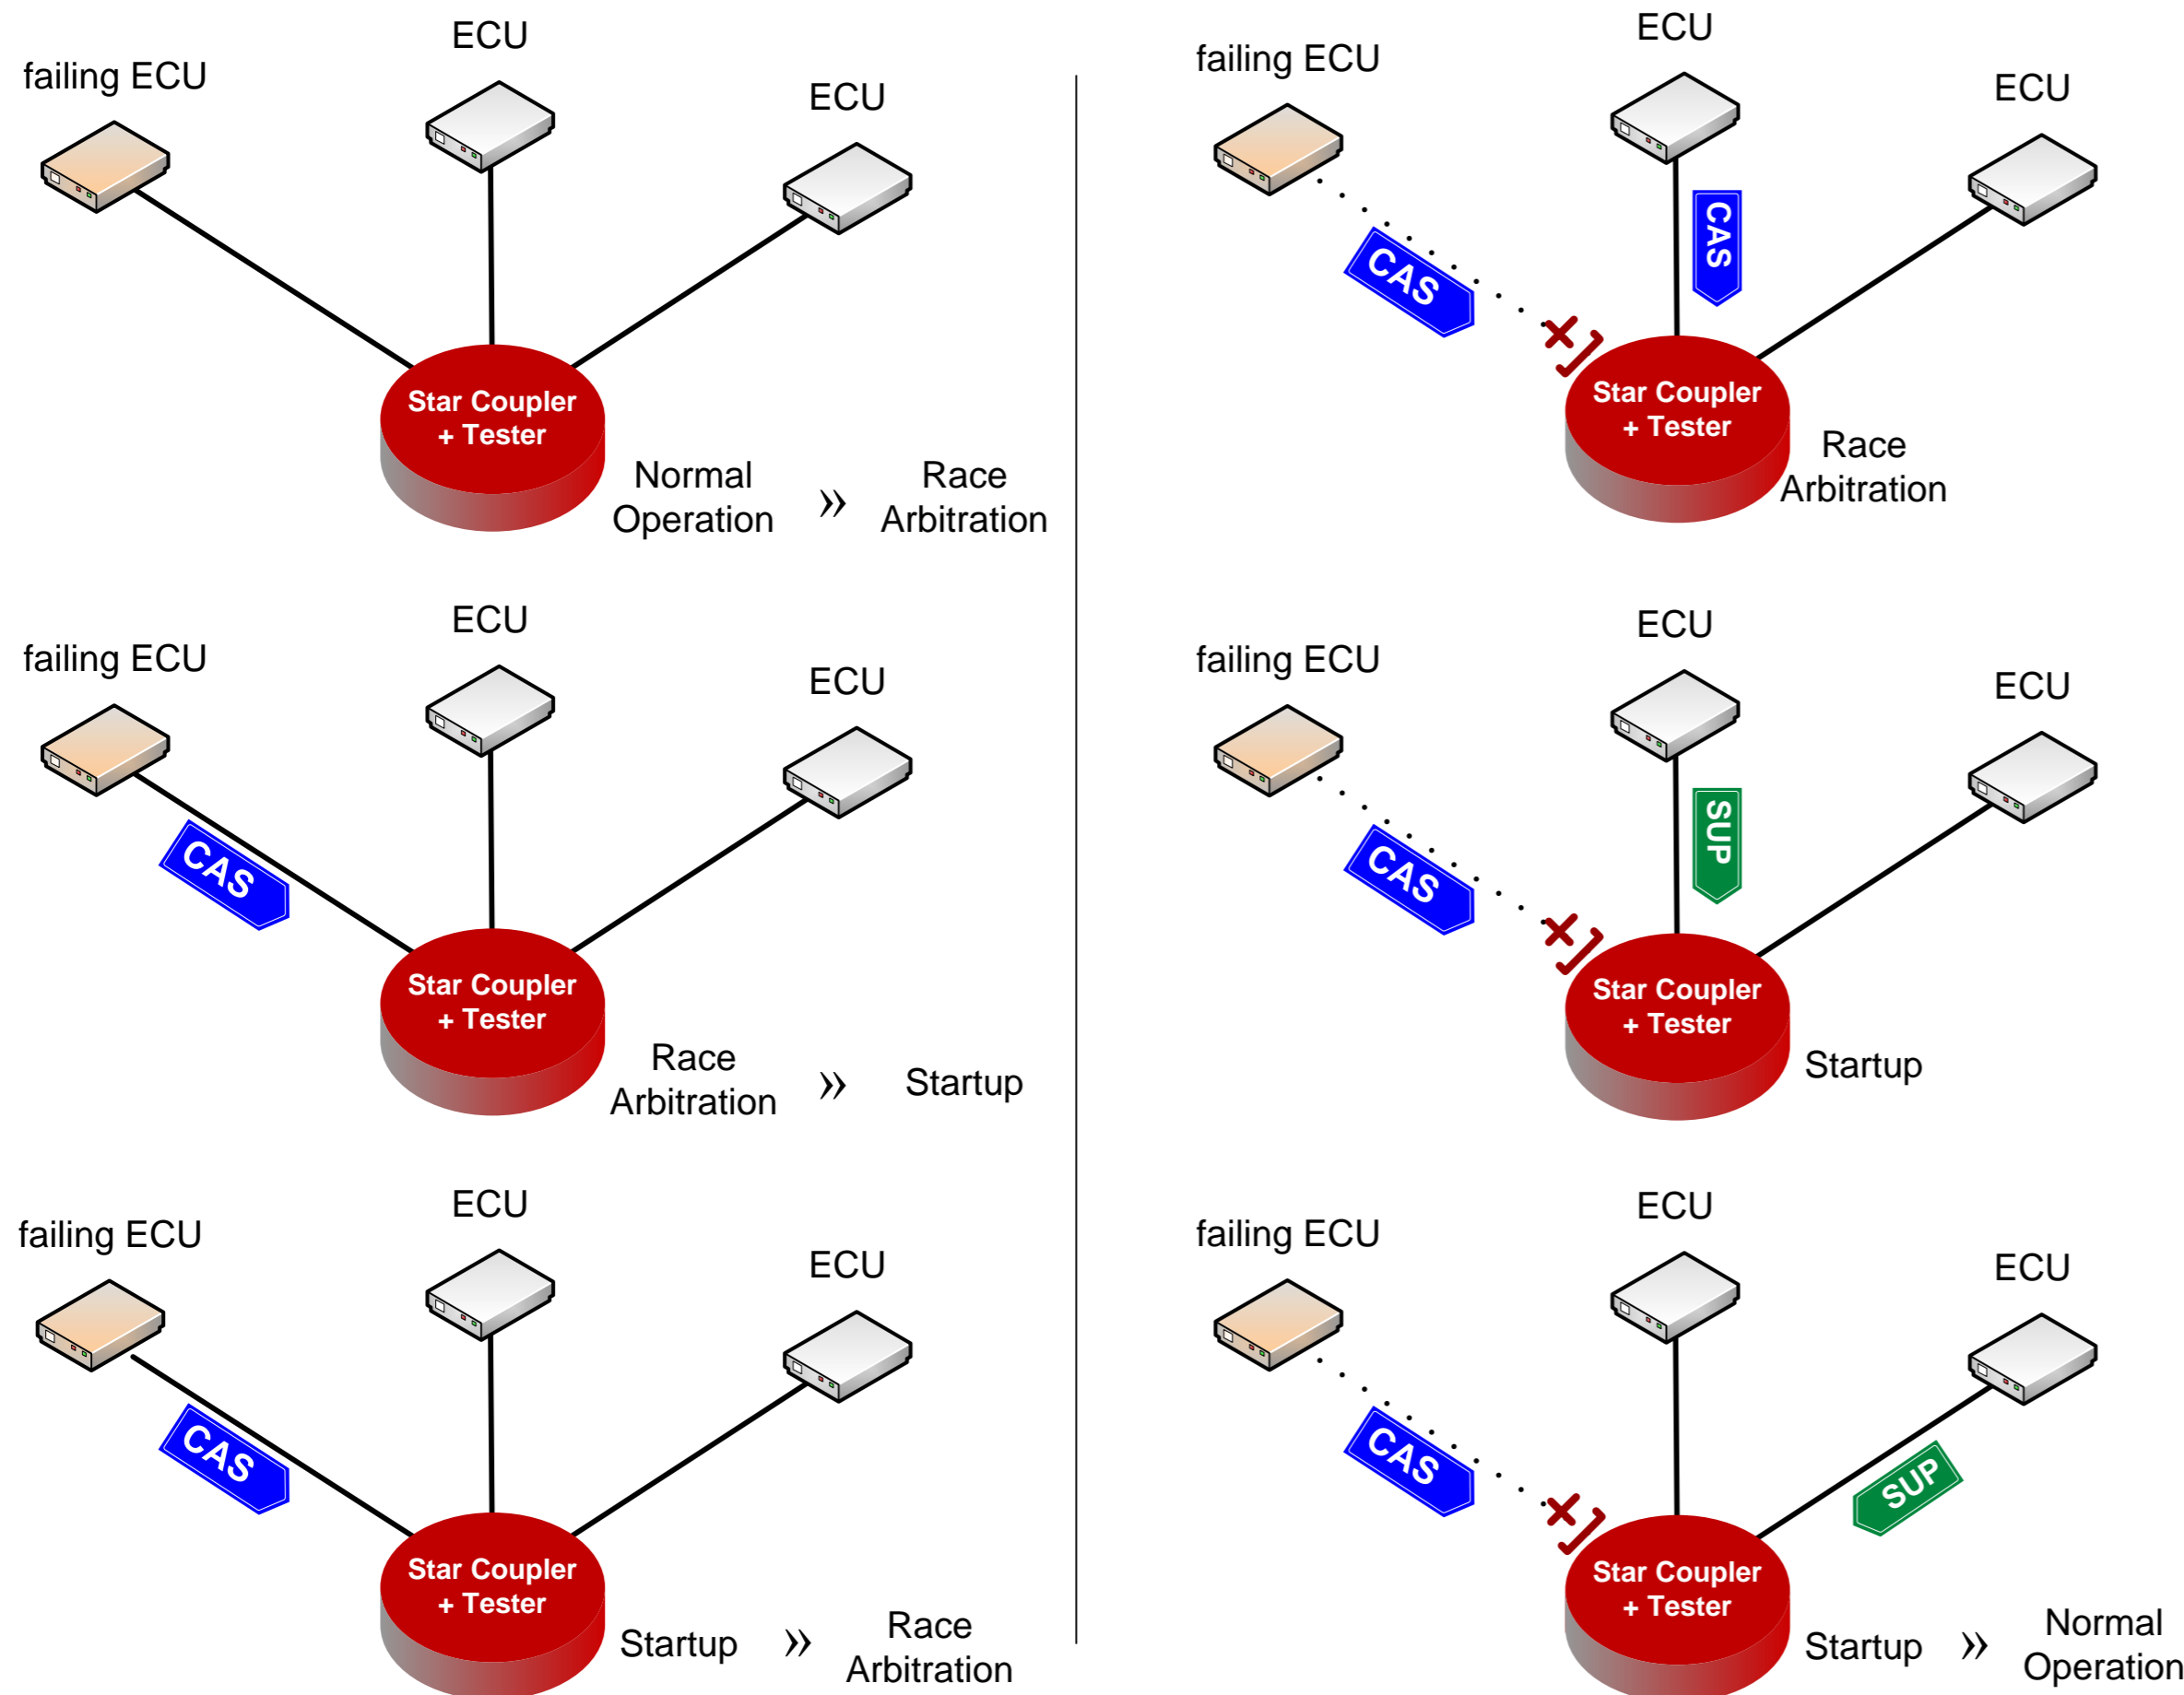 ECU
failing ECU
ECU
Star Coupler
+ Tester
Normal
Operation
»
Race
Arbitration
ECU
failing ECU
ECU
CAS
Star Coupler
+ Tester
Race
Arbitration
»
Startup
ECU
failing ECU
ECU
CAS
Star Coupler
+ Tester
Startup
»
Race
Arbitration
ECU
failing ECU
ECU
CAS
CAS
Star Coupler
+ Tester
Race
Arbitration
ECU
failing ECU
ECU
SUP
CAS
Star Coupler
+ Tester
Startup
ECU
failing ECU
ECU
CAS
SUP
Star Coupler
+ Tester
Startup
»
Normal
Operation